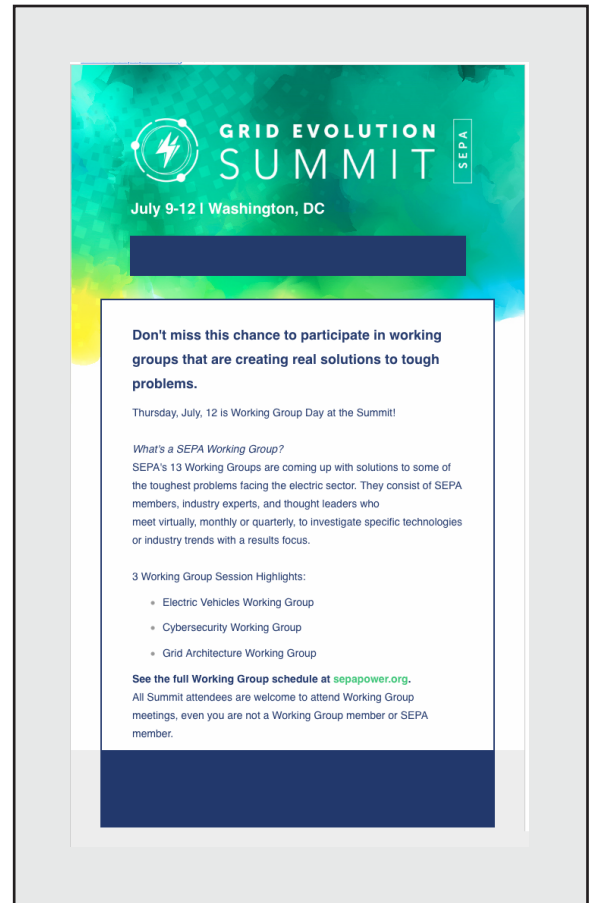 GRID EVOLUTION
SUMMIT
SEPA
July 9-12 | Washington, DC
Don't miss this chance to participate in working
groups that are creating real solutions to tough
problems.
Thursday, July, 12 is Working Group Day at the Summit!
What's a SEPA Working Group?
SEPA's 13 Working Groups are coming up with solutions to some of
the toughest problems facing the electric sector. They consist of SEPA
members, industry experts, and thought leaders who
meet virtually, monthly or quarterly, to investigate specific technologies
or industry trends with a results focus.
3 Working Group Session Highlights:
• Electric Vehicles Working Group
• Cybersecurity Working Group
• Grid Architecture Working Group
See the full Working Group schedule at sepapower.org.
All Summit attendees are welcome to attend Working Group
meetings, even you are not a Working Group member or SEPA
member.